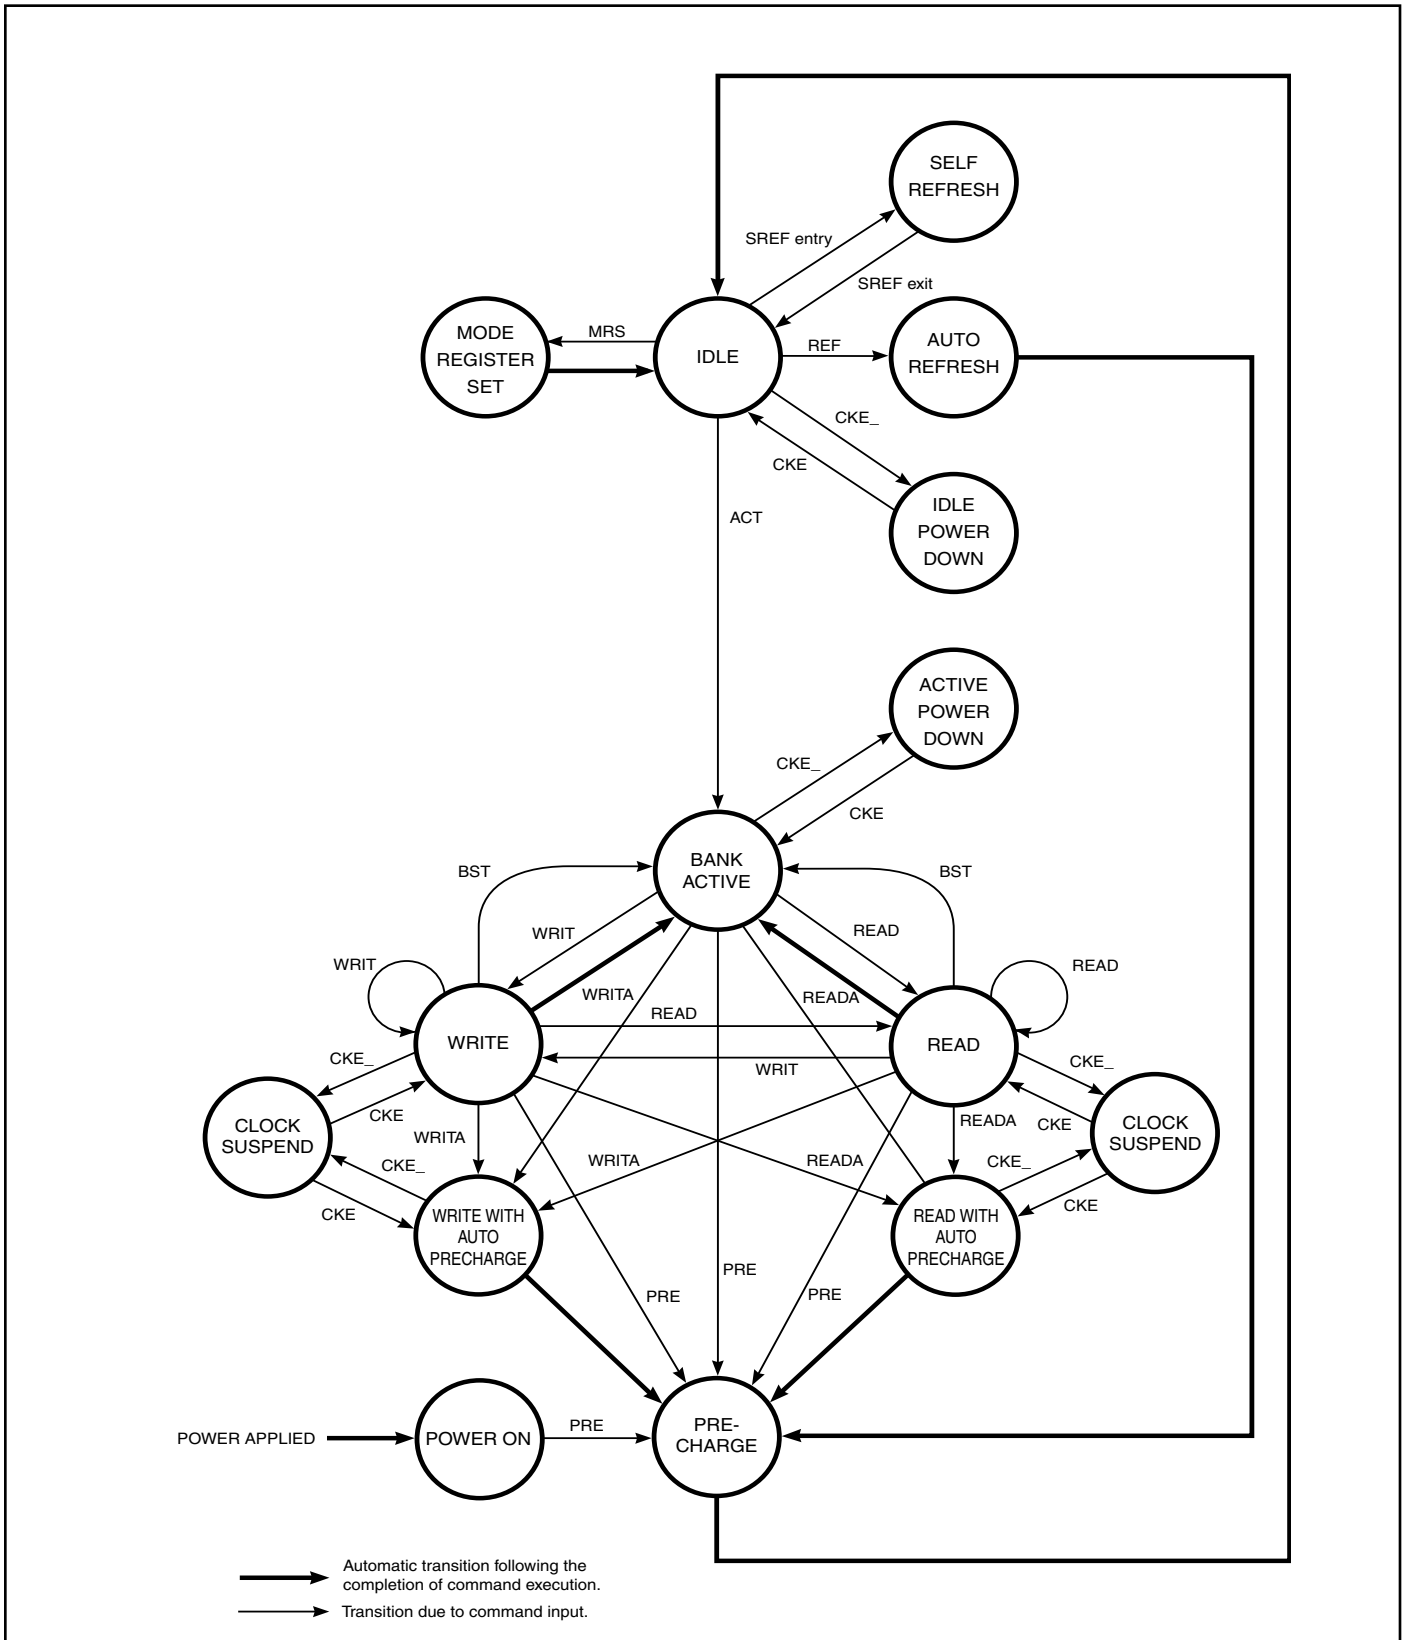 SELF
REFRESH
SREF entry
SREF exit
MODE
REGISTER
SET
MRS
IDLE
REF
AUTO
REFRESH
CKE_
CKE
IDLE
POWER
DOWN
ACT
ACTIVE
POWER
DOWN
CKE_
CKE
BANK
ACTIVE
BST
BST
WRIT
READ
WRIT
READ
WRITA
READA
READ
WRITE
READ
WRIT
CKE_
CKE_
CKE
CKE
CLOCK
SUSPEND
CLOCK
SUSPEND
WRITA
READA
CKE_
WRITA
READA
CKE_
CKE
CKE
WRITE WITH
AUTO
PRECHARGE
READ WITH
AUTO
PRECHARGE
PRE
PRE
PRE
POWER APPLIED
POWER ON
PRE
PRE-
CHARGE
Automatic transition following the
completion of command execution.
Transition due to command input.